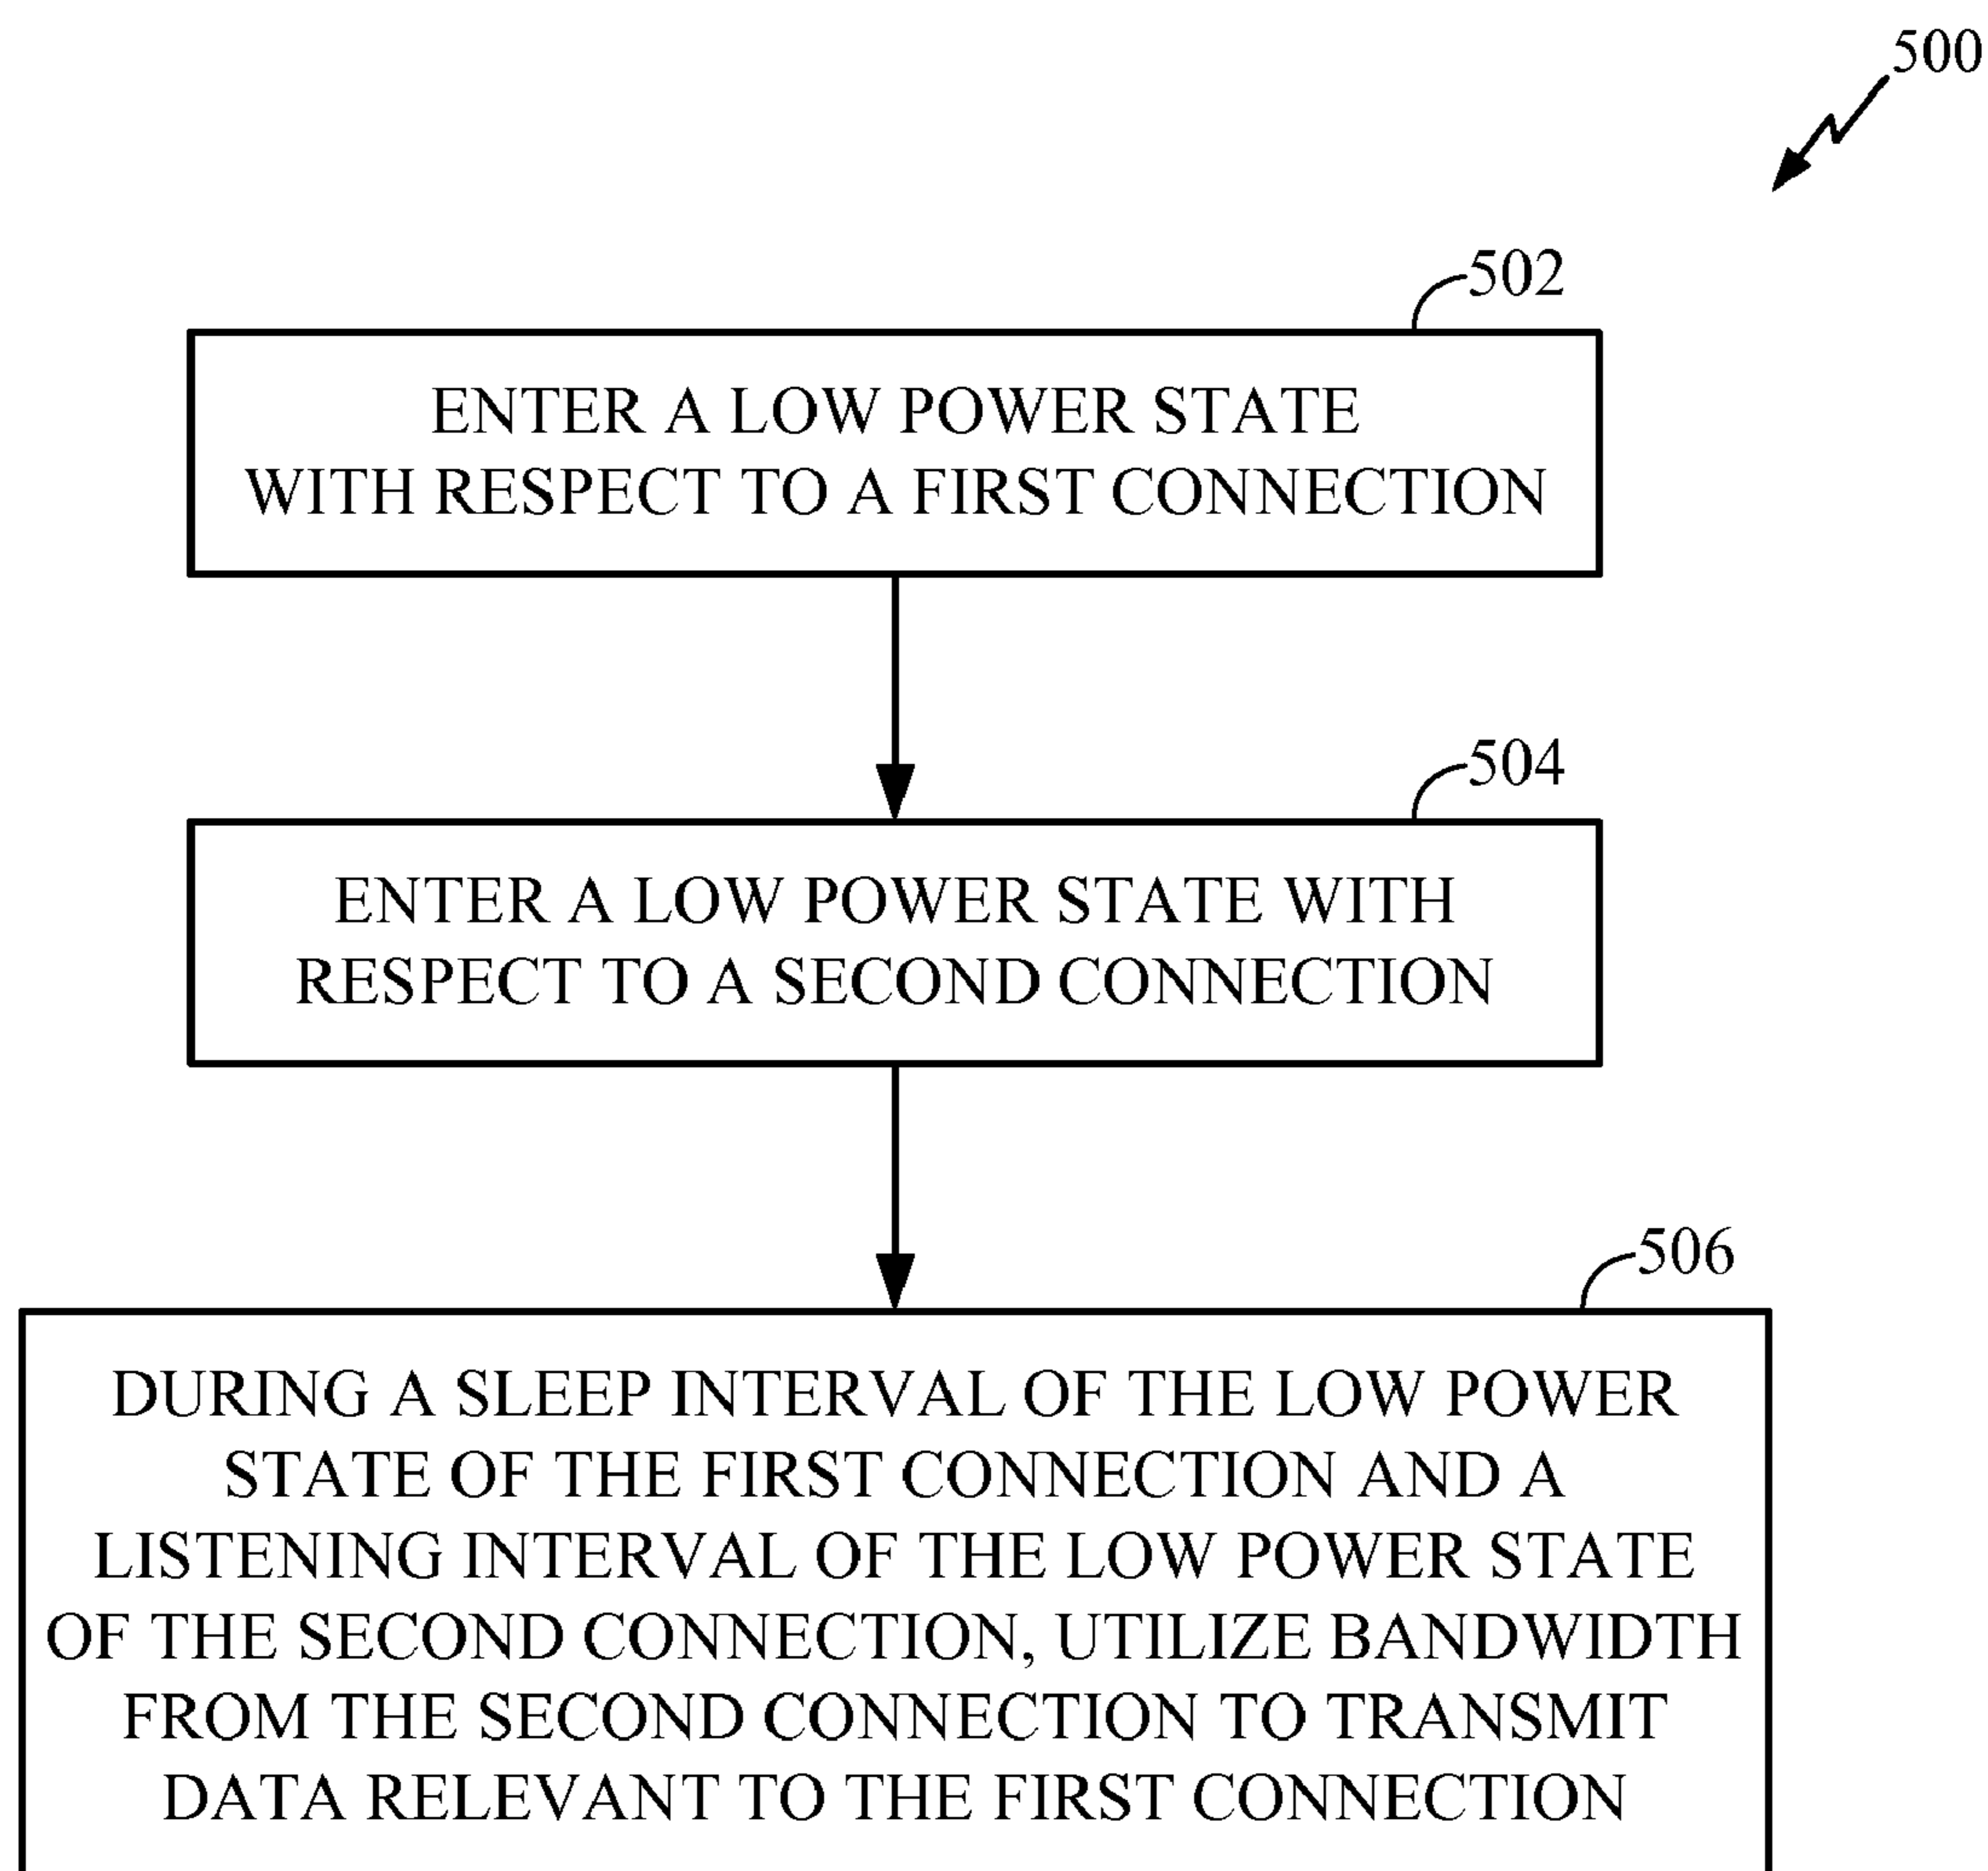 500
502
ENTER A LOW POWER STATE
WITH RESPECT TO A FIRST CONNECTION
504
ENTER A LOW POWER STATE WITH
RESPECT TO A SECOND CONNECTION
506
DURING A SLEEP INTERVAL OF THE LOW POWER
STATE OF THE FIRST CONNECTION AND A
LISTENING INTERVAL OF THE LOW POWER STATE
OF THE SECOND CONNECTION, UTILIZE BANDWIDTH
FROM THE SECOND CONNECTION TO TRANSMIT
DATA RELEVANT TO THE FIRST CONNECTION